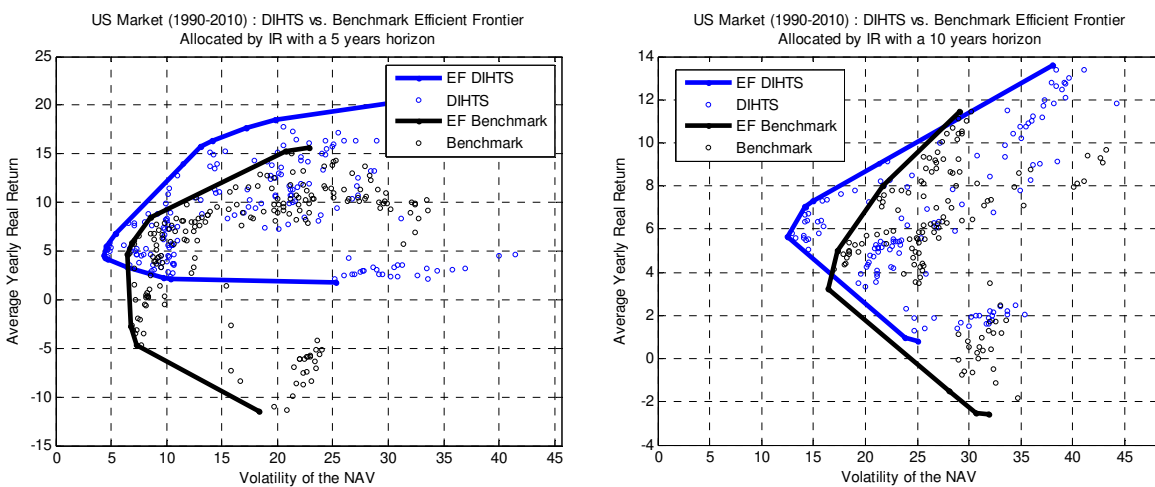 US Market (1990-2010) : DIHTS vs. Benchmark Efficient Frontier
Allocated by IR with a 5 years horizon
25
20
15
10
5
0
-5
-10
-15
Average Yearly Real Return
EF DIHTS
DIHTS
EF Benchmark
Benchmark
0 5 10 15 20 25 30 35 40 45
Volatility of the NAV
US Market (1990-2010) : DIHTS vs. Benchmark Efficient Frontier
Allocated by IR with a 10 years horizon
14
12
10
8
6
4
2
0
-2
-4
Average Yearly Real Return
EF DIHTS
DIHTS
EF Benchmark
Benchmark
0 5 10 15 20 25 30 35 40 45
Volatility of the NAV